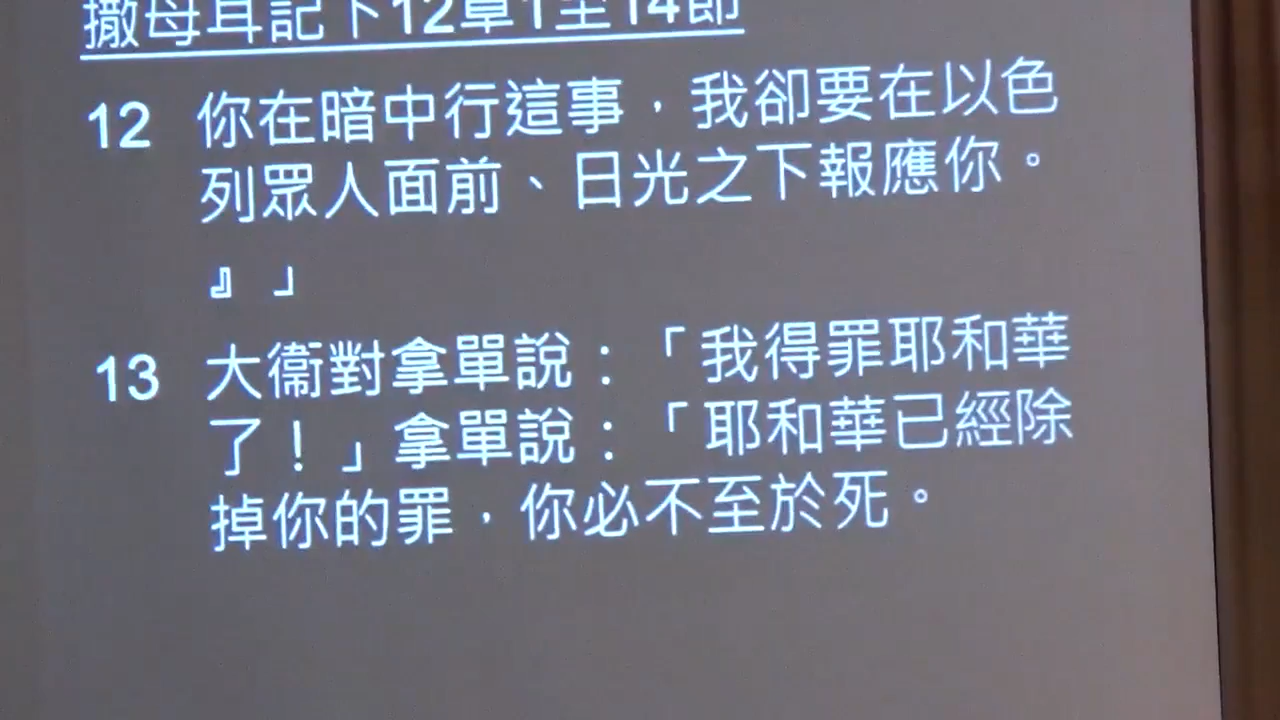 撒母耳記下12章1至14節
12 你在暗中行這事，我卻要在以色
列眾人面前、日光之下報應你。
』」
13 大衞對拿單說：「我得罪耶和華
了！」拿單說：「耶和華已經除
掉你的罪，你必不至於死。